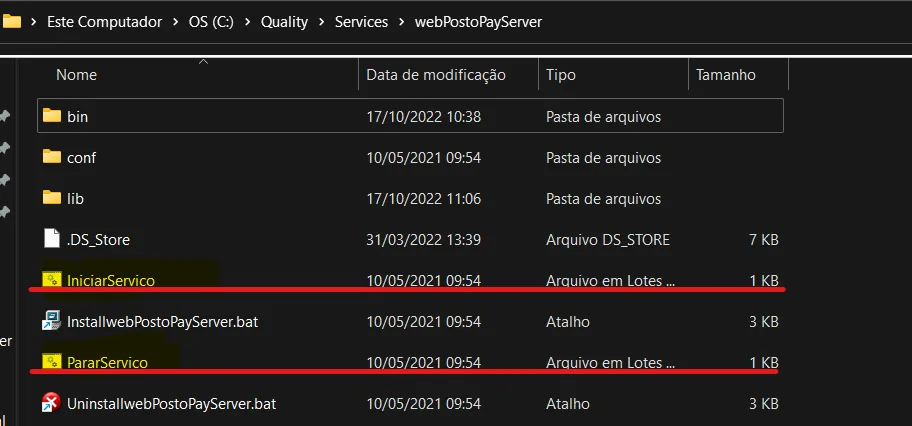 Este Computador > OS (C:) > Quality > Services > webPostoPayServer
Nome Data de modificação Tipo Tamanho
bin 17/10/2022 10:38 Pasta de arquivos
conf 10/05/2021 09:54 Pasta de arquivos
lib 17/10/2022 11:06 Pasta de arquivos
.DS_Store 31/03/2022 13:39 Arquivo DS_STORE 7 KB
IniciarServico 10/05/2021 09:54 Arquivo em Lotes ... 1 KB
InstallwebPostoPayServer.bat 10/05/2021 09:54 Atalho 3 KB
er
PararServico 10/05/2021 09:54 Arquivo em Lotes ... 1 KB
UninstallwebPostoPayServer.bat 10/05/2021 09:54 Atalho 3 KB